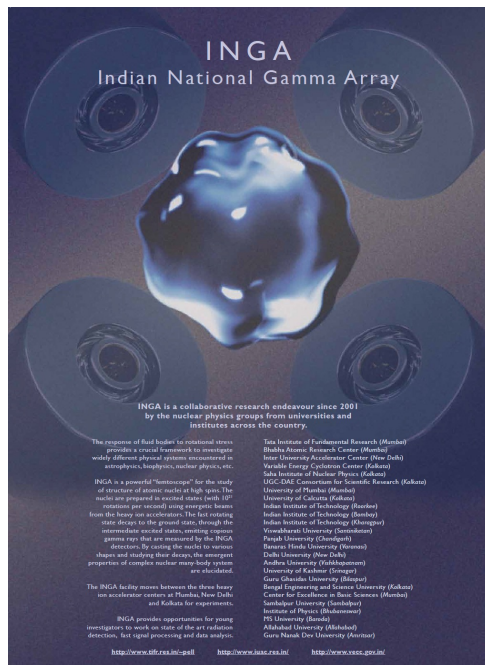 INGA
Indian National Gamma Array
INGA is a collaborative research endeavour since 2001
by the nuclear physics groups from universities and
institutes across the country.
The response of fluid bodies to rotational stress
provides a crucial framework to investigate
widely different physical systems encountered in
astrophysics, biophysics, nuclear physics, etc.
INGA is a powerful "femtoscope" for the study
of structure of atomic nuclei at high spins. The
nuclei are prepared in excited states (with 10
rotations per second) using energetic beams
from the heavy ion accelerators. The fast rotating
state decays to the ground state, through the
intermediate excited states, emitting copious
gamma rays that are measured by the INGA
detectors. By casting the nuclei to various
shapes and studying their decays, the emergent
properties of complex nuclear many-body system
are elucidated.
The INGA facility moves between the three heavy
ion accelerator centers at Mumbai, New Delhi
and Kolkata for experiments.
INGA provides opportunities for young
investigators to work on state of the art radiation
detection, fast signal processing and data analysis.
Tata Institute of Fundamental Research (Mumbai)
Bhabha Atomic Research Center (Mumbai)
Inter University Accelerator Center (New Delhi)
Variable Energy Cyclotron Center (Kolkata)
Saha Institute of Nuclear Physics (Kolkata)
UGC-DAE Consortium for Scientific Research (Kolkata)
University of Mumbai (Mumbai)
University of Calcutta (Kolkata)
Indian Institute of Technology (Roorkee)
Indian Institute of Technology (Bombay)
Indian Institute of Technology (Kharagpur)
Viswabharati University (Santiniketan)
Panjab University (Chandigarh)
Banaras Hindu University (Varanasi)
Delhi University (New Delhi)
Andhra University (Vishkhapatnam)
University of Kashmir (Srinagar)
Guru Ghasidas University (Bilaspur)
Bengal Engineering and Science University (Kolkata)
Center for Excellence in Basic Sciences (Mumbai)
Sambalpur University (Sambalpur)
Institute of Physics (Bhubaneswar)
MS University (Baroda)
Allahabad University (Allahabad)
Guru Nanak Dev University (Amritsar)
http://www.tifr.res.in/~pell http://www.iuac.res.in/ http://www.vecc.gov.in/